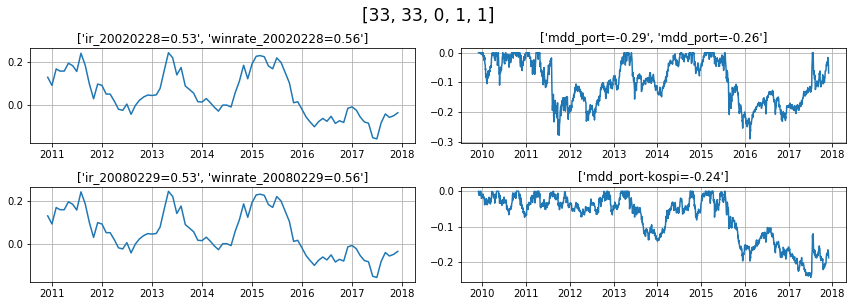 [33, 33, 0, 1, 1]
['ir_20020228=0.53', 'winrate_20020228=0.56']
0.2
0.0
2011 2012 2013 2014 2015 2016 2017 2018
['mdd_port=-0.29', 'mdd_port=-0.26']
0.0
−0.1
−0.2
−0.3
2010 2011 2012 2013 2014 2015 2016 2017 2018
['ir_20080229=0.53', 'winrate_20080229=0.56']
0.2
0.0
2011 2012 2013 2014 2015 2016 2017 2018
['mdd_port-kospi=-0.24']
0.0
−0.1
−0.2
2010 2011 2012 2013 2014 2015 2016 2017 2018